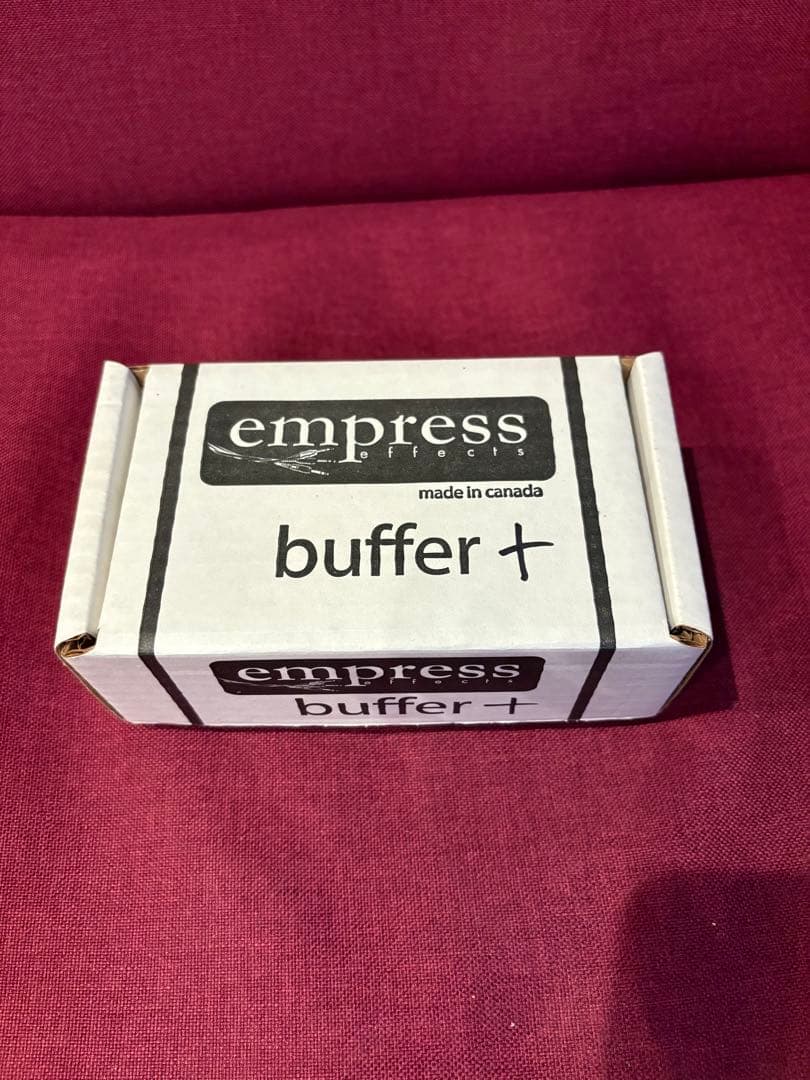 empress
effects
made in canada
buffer +
empress
effects
buffer +